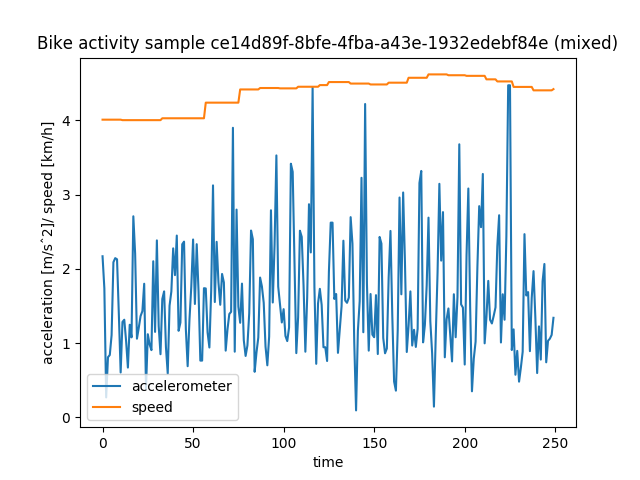 Bike activity sample ce14d89f-8bfe-4fba-a43e-1932edebf84e (mixed)
acceleration [m/s^2]/ speed [km/h]
4
3
2
1
0
accelerometer
speed
0 50 100 150 200 250
time